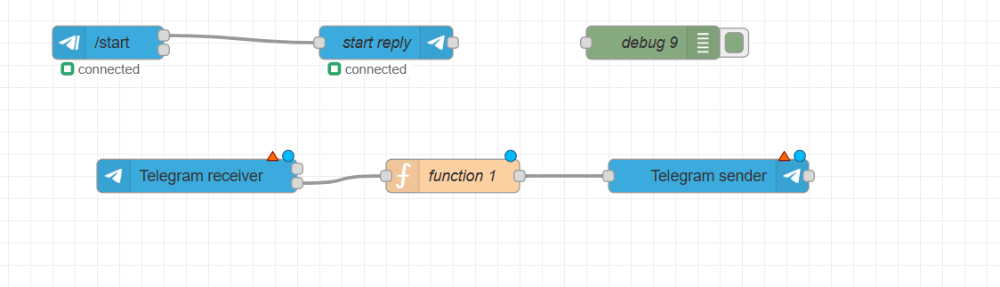 /start
start reply
debug 9
connected
connected
Telegram receiver
function 1
Telegram sender